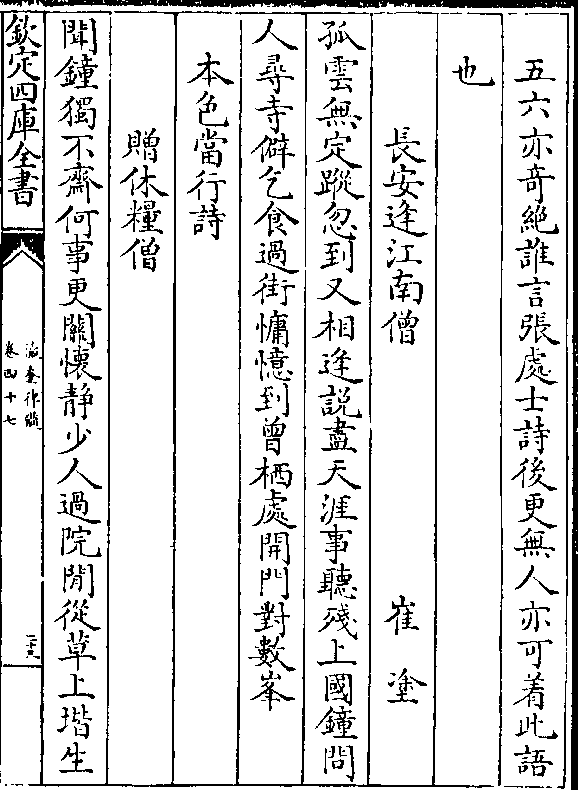 五六亦奇絶誰言張處士詩後更無人亦可着此語
也
長安逢江南僧　崔塗
孤雲無定蹤忽到又相逢説盡天涯事聽殘上國鐘問
人尋寺僻乞食過街慵憶到曾栖處開門對數峯
本色當行詩
贈休糧僧
聞鐘獨不齋何事更關懷静少人過院閒從草上堦生
欽定四庫全書
瀛奎律髓
卷四十七